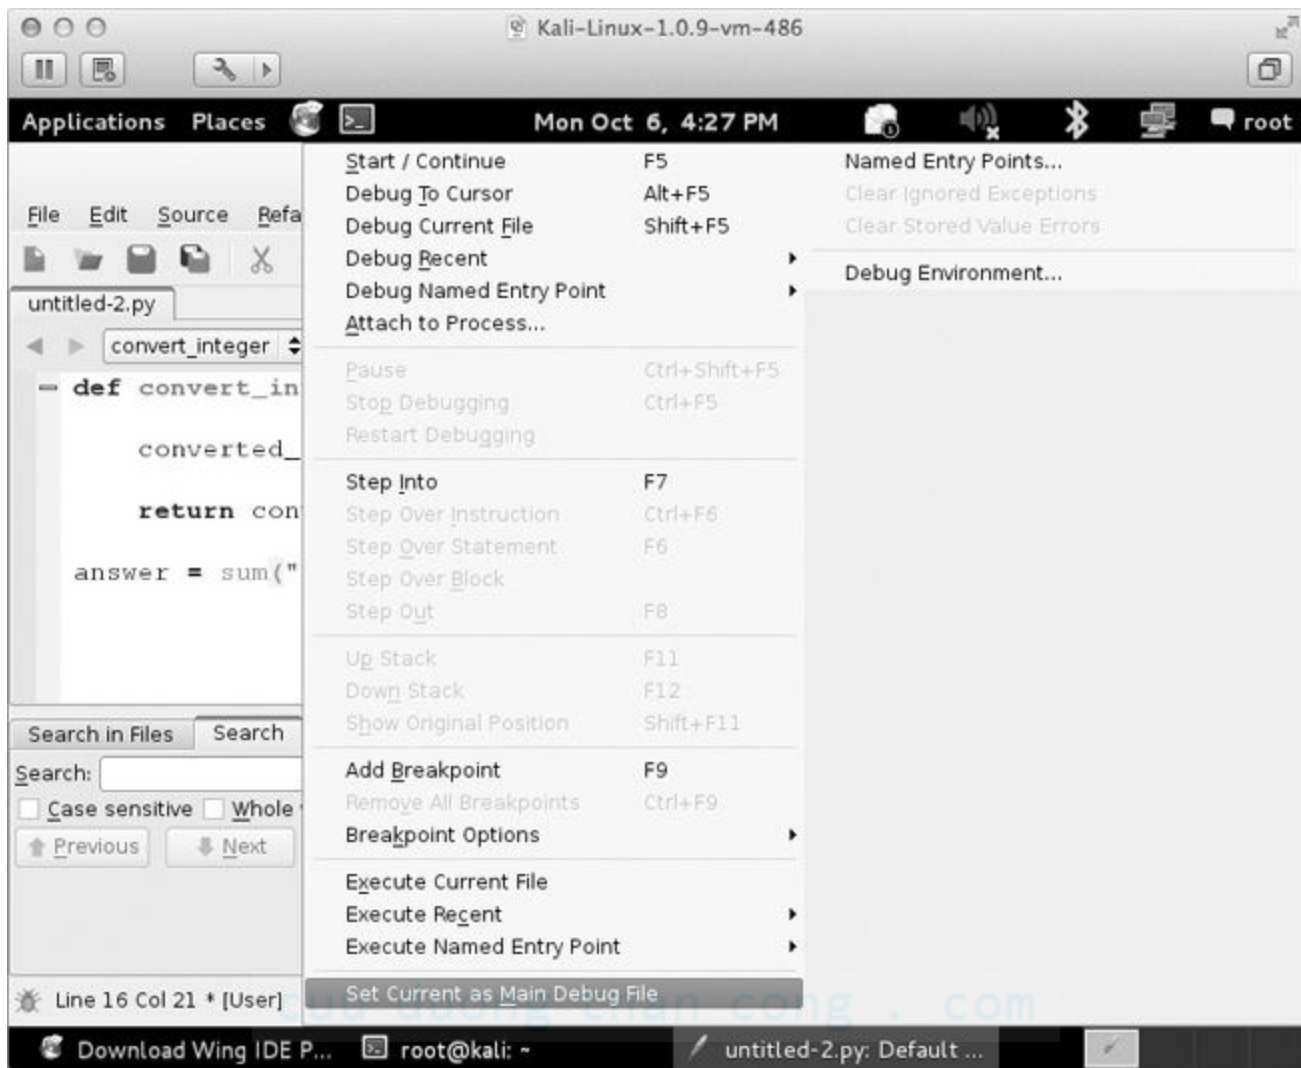 Kali-Linux-1.0.9-vm-486
Applications Places Mon Oct 6, 4:27 PM root
File Edit Source Refa
untitled-2.py
convert_integer
def convert_in
converted_
return con
answer = sum("
Search in Files Search
Search:
Case sensitive Whole
Previous Next
Line 16 Col 21 * [User]
Start / Continue F5
Debug To Cursor Alt+F5
Debug Current File Shift+F5
Debug Recent
Debug Named Entry Point
Attach to Process...
Pause Ctrl+Shift+F5
Stop Debugging Ctrl+F5
Restart Debugging
Step Into F7
Step Over Instruction Ctrl+F6
Step Over Statement F6
Step Over Block
Step Out F8
Up Stack F11
Down Stack F12
Show Original Position Shift+F11
Add Breakpoint F9
Remove All Breakpoints Ctrl+F9
Breakpoint Options
Execute Current File
Execute Recent
Execute Named Entry Point
Set Current as Main Debug File
Named Entry Points...
Clear Ignored Exceptions
Clear Stored Value Errors
Debug Environment...
cuu duong than cong . com
Download Wing IDE P... root@kali: ~ untitled-2.py: Default ...